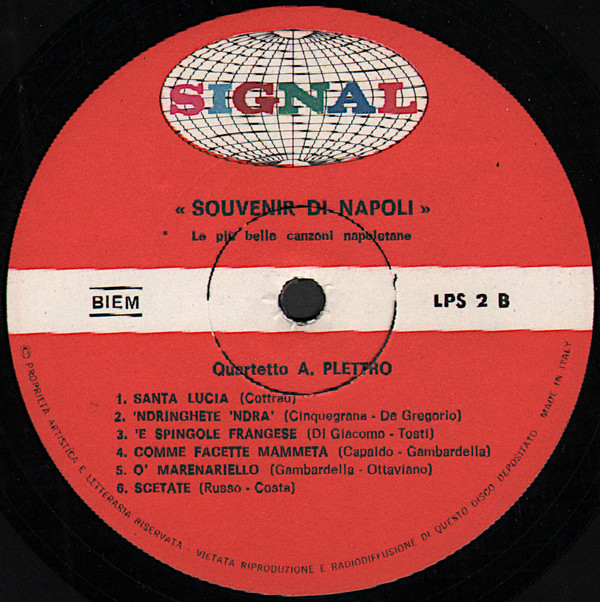 SIGNAL
« SOUVENIR DI NAPOLI »
Le più belle canzoni napoletane
BIEM
LPS 2 B
Quartetto A. PLETTRO
1. SANTA LUCIA (Cottrau)
2. 'NDRINGHETE 'NDRA' (Cinquegrana - De Gregorio)
3. 'E SPINGOLE FRANGESE (Di Giacomo - Tosti)
4. COMME FACETTE MAMMETA (Capaldo - Gambardella)
5. O' MARENARIELLO (Gambardella - Ottaviano)
6. SCETATE (Russo - Costa)
© PROPRIETÀ ARTISTICA E LETTERARIA RISERVATA - VIETATA RIPRODUZIONE E RADIODIFFUSIONE DI QUESTO DISCO DEPOSITATO MADE IN ITALY